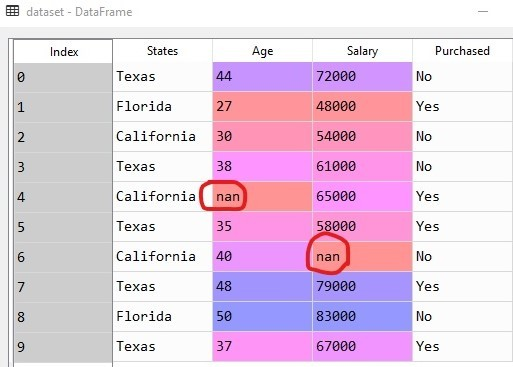 dataset - DataFrame
Index States Age Salary Purchased
0 Texas 44 72000 No
1 Florida 27 48000 Yes
2 California 30 54000 No
3 Texas 38 61000 No
4 California nan 65000 Yes
5 Texas 35 58000 Yes
6 California 40 nan No
7 Texas 48 79000 Yes
8 Florida 50 83000 No
9 Texas 37 67000 Yes